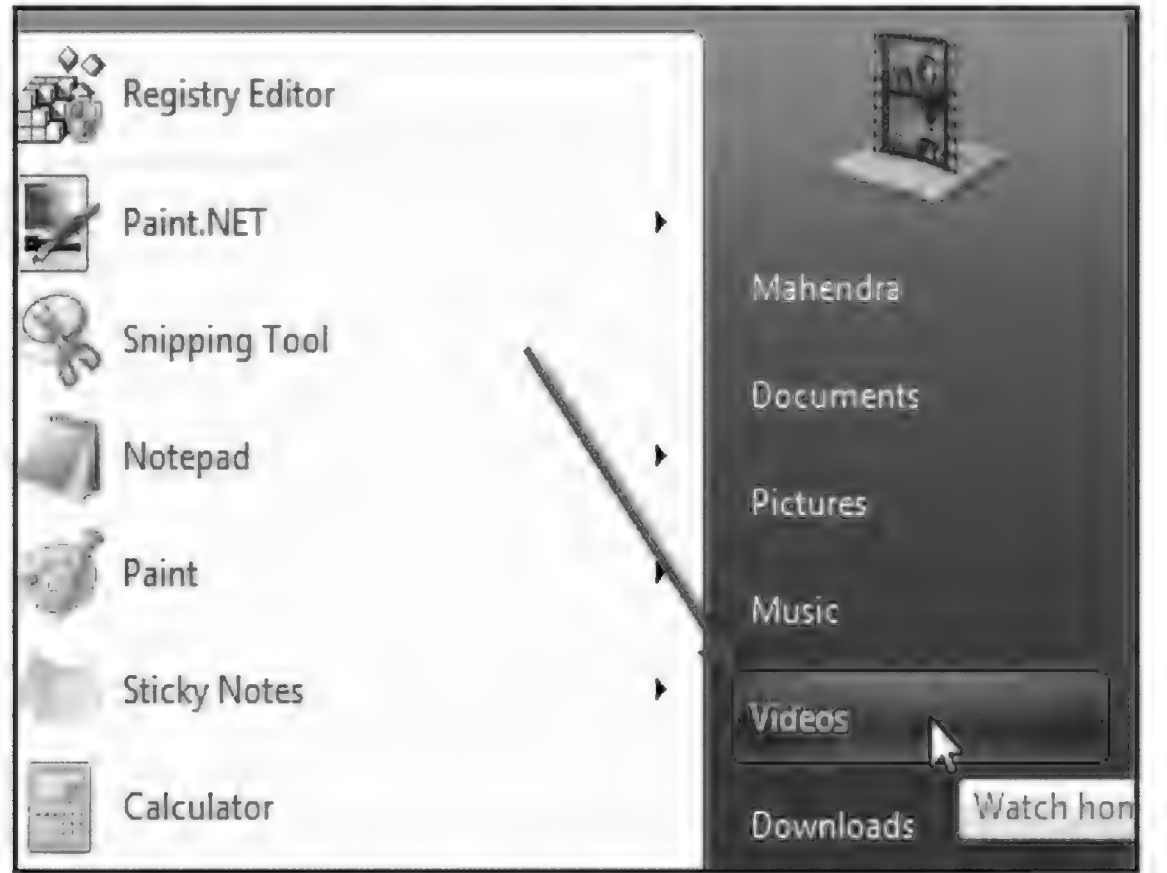 Registry Editor
Paint.NET
Snipping Tool
Notepad
Paint
Sticky Notes
Calculator
Mahendra
Documents
Pictures
Music
Videos
Downloads
Watch hon